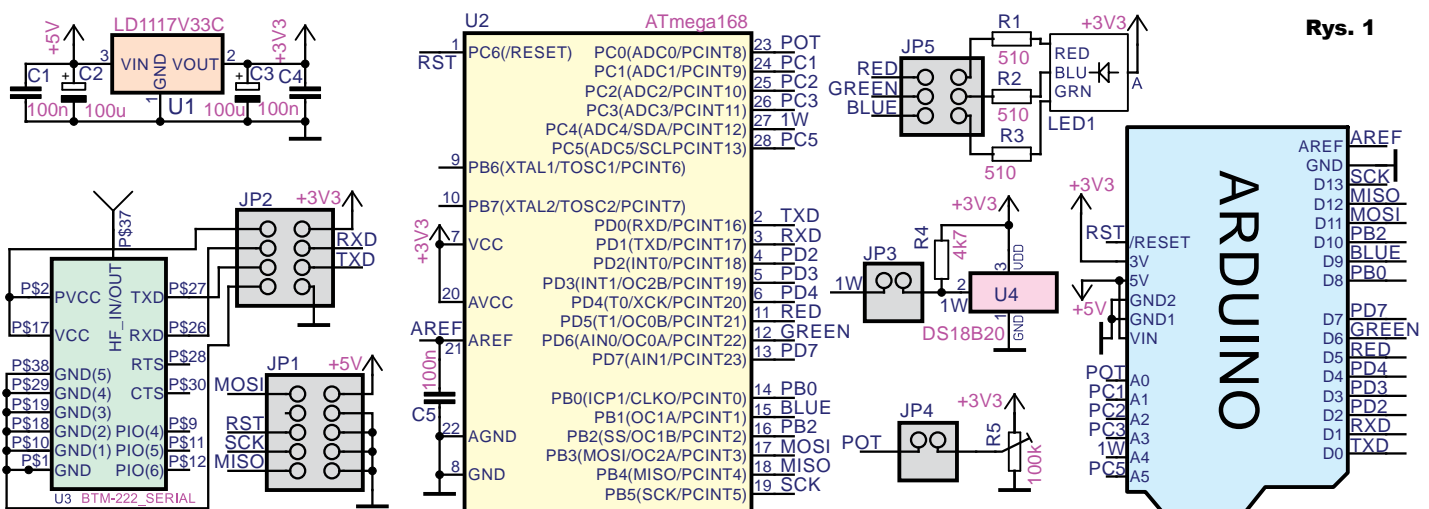 LD1117V33C
+5V
3
VIN VOUT
2
+3V3
GND
1
U1
C1
100n
C2
100u
C3
100u
C4
100n
P$37
HF_IN/OUT
P$2 PVCC
P$17 VCC
P$38 GND(5)
P$29 GND(4)
P$19 GND(3)
P$18 GND(2)
P$10 GND(1)
P$1 GND
TXD P$27
RXD P$26
RTS P$28
CTS P$30
PIO(4) P$9
PIO(5) P$11
PIO(6) P$12
U3 BTM-222_SERIAL
JP2
+3V3
RXD
TXD
JP1
+5V
MOSI
RST
SCK
MISO
U2
ATmega168
RST 1 PC6(/RESET)
9 PB6(XTAL1/TOSC1/PCINT6)
10 PB7(XTAL2/TOSC2/PCINT7)
+3V3
7 VCC
20 AVCC
AREF
21 AREF
100n
C5
22 AGND
8 GND
PC0(ADC0/PCINT8) 23 POT
PC1(ADC1/PCINT9) 24 PC1
PC2(ADC2/PCINT10) 25 PC2
PC3(ADC3/PCINT11) 26 PC3
PC4(ADC4/SDA/PCINT12) 27 1W
PC5(ADC5/SCLPCINT13) 28 PC5
PD0(RXD/PCINT16) 2 TXD
PD1(TXD/PCINT17) 3 RXD
PD2(INT0/PCINT18) 4 PD2
PD3(INT1/OC2B/PCINT19) 5 PD3
PD4(T0/XCK/PCINT20) 6 PD4
PD5(T1/OC0B/PCINT21) 11 RED
PD6(AIN0/OC0A/PCINT22) 12 GREEN
PD7(AIN1/PCINT23) 13 PD7
PB0(ICP1/CLKO/PCINT0) 14 PB0
PB1(OC1A/PCINT1) 15 BLUE
PB2(SS/OC1B/PCINT2) 16 PB2
PB3(MOSI/OC2A/PCINT3) 17 MOSI
PB4(MISO/PCINT4) 18 MISO
PB5(SCK/PCINT5) 19 SCK
JP5
RED
GREEN
BLUE
R1
510
R2
510
R3
510
+3V3
RED
BLU
GRN
A
LED1
+3V3
R4
4k7
JP3
1W
2
1W
3
VDD
U4
1
GND
DS18B20
JP4
POT
+3V3
R5
100k
Rys. 1
ARDUINO
+3V3
RST
/RESET
3V
5V
+5V
GND2
GND1
VIN
POT A0
PC1 A1
PC2 A2
PC3 A3
1W A4
PC5 A5
AREF AREF
GND
D13 SCK
D12 MISO
D11 MOSI
D10 PB2
D9 BLUE
D8 PB0
D7 PD7
D6 GREEN
D5 RED
D4 PD4
D3 PD3
D2 PD2
D1 RXD
D0 TXD